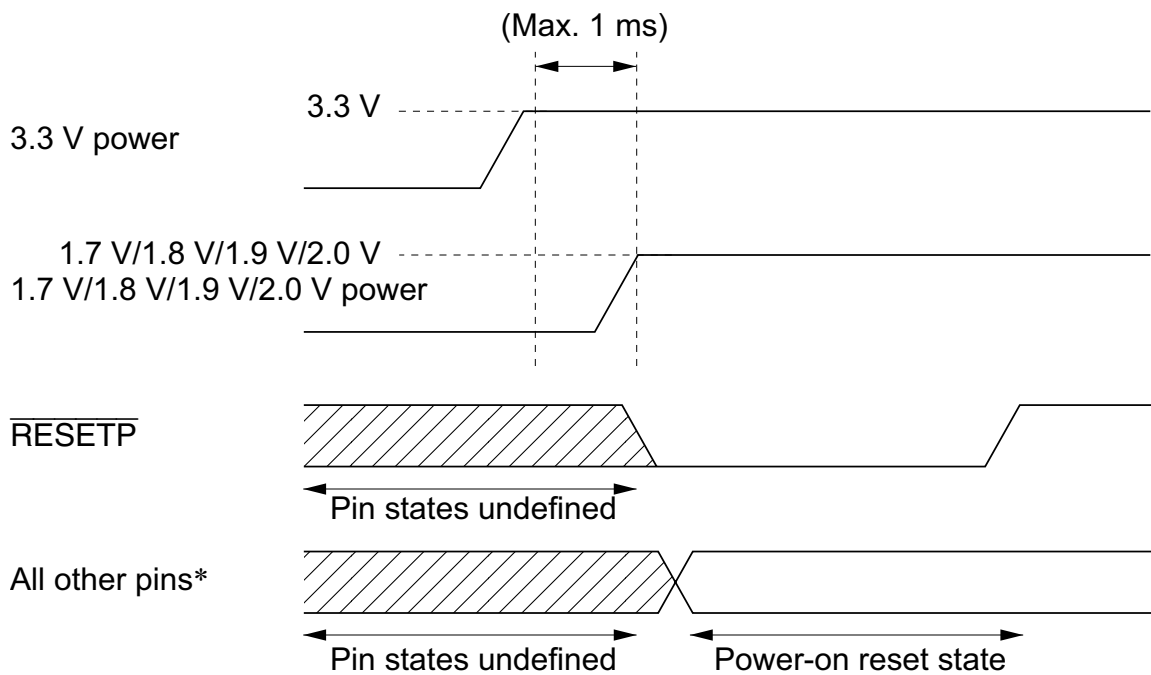 (Max. 1 ms)
3.3 V
3.3 V power
1.7 V/1.8 V/1.9 V/2.0 V
1.7 V/1.8 V/1.9 V/2.0 V power
RESETP
Pin states undefined
All other pins*
Pin states undefined
Power-on reset state